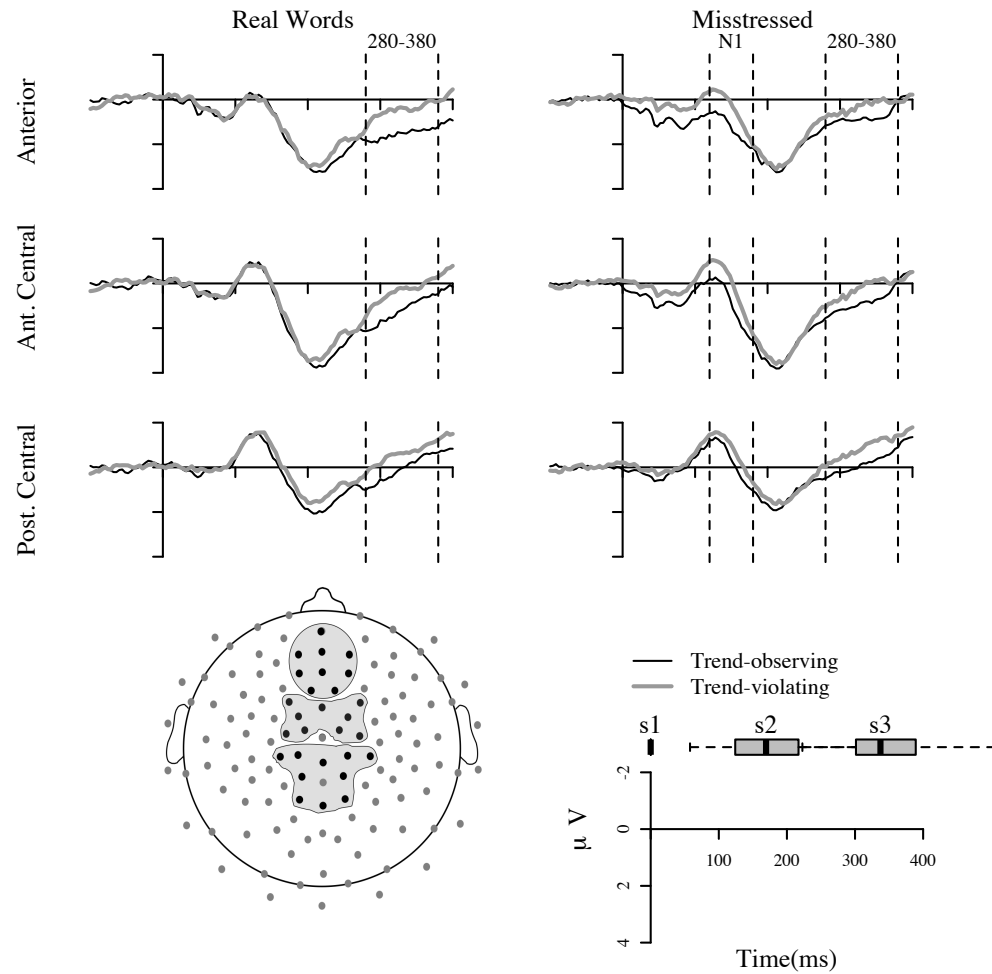 Real Words
Misstressed
280-380
N1
280-380
Anterior
Ant. Central
Post. Central
Trend-observing
Trend-violating
s1
s2
s3
-2
0
2
4
μ V
100
200
300
400
Time(ms)